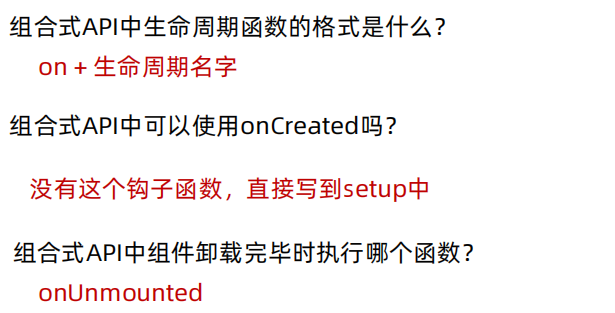 组合式API中生命周期函数的格式是什么?
on + 生命周期名字
组合式API中可以使用onCreated吗?
没有这个钩子函数，直接写到setup中
组合式API中组件卸载完毕时执行哪个函数?
onUnmounted